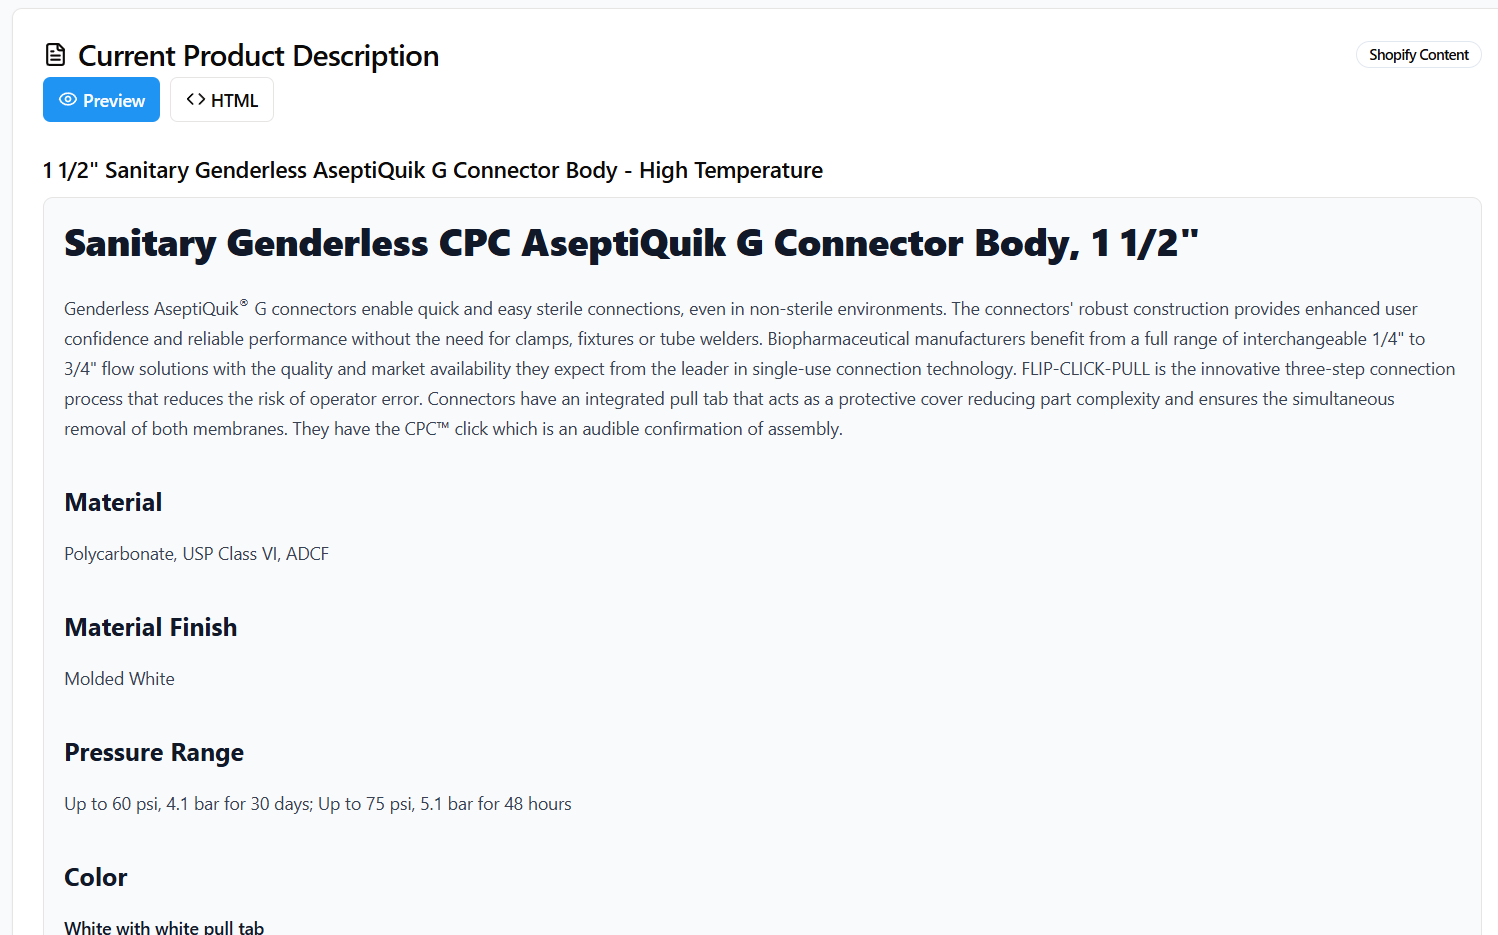 Current Product Description
Shopify Content
Preview
<> HTML
1 1/2" Sanitary Genderless AseptiQuik G Connector Body - High Temperature
Sanitary Genderless CPC AseptiQuik G Connector Body, 1 1/2"
Genderless AseptiQuik® G connectors enable quick and easy sterile connections, even in non-sterile environments. The connectors' robust construction provides enhanced user
confidence and reliable performance without the need for clamps, fixtures or tube welders. Biopharmaceutical manufacturers benefit from a full range of interchangeable 1/4" to
3/4" flow solutions with the quality and market availability they expect from the leader in single-use connection technology. FLIP-CLICK-PULL is the innovative three-step connection
process that reduces the risk of operator error. Connectors have an integrated pull tab that acts as a protective cover reducing part complexity and ensures the simultaneous
removal of both membranes. They have the CPC™ click which is an audible confirmation of assembly.
Material
Polycarbonate, USP Class VI, ADCF
Material Finish
Molded White
Pressure Range
Up to 60 psi, 4.1 bar for 30 days; Up to 75 psi, 5.1 bar for 48 hours
Color
White with white pull tab